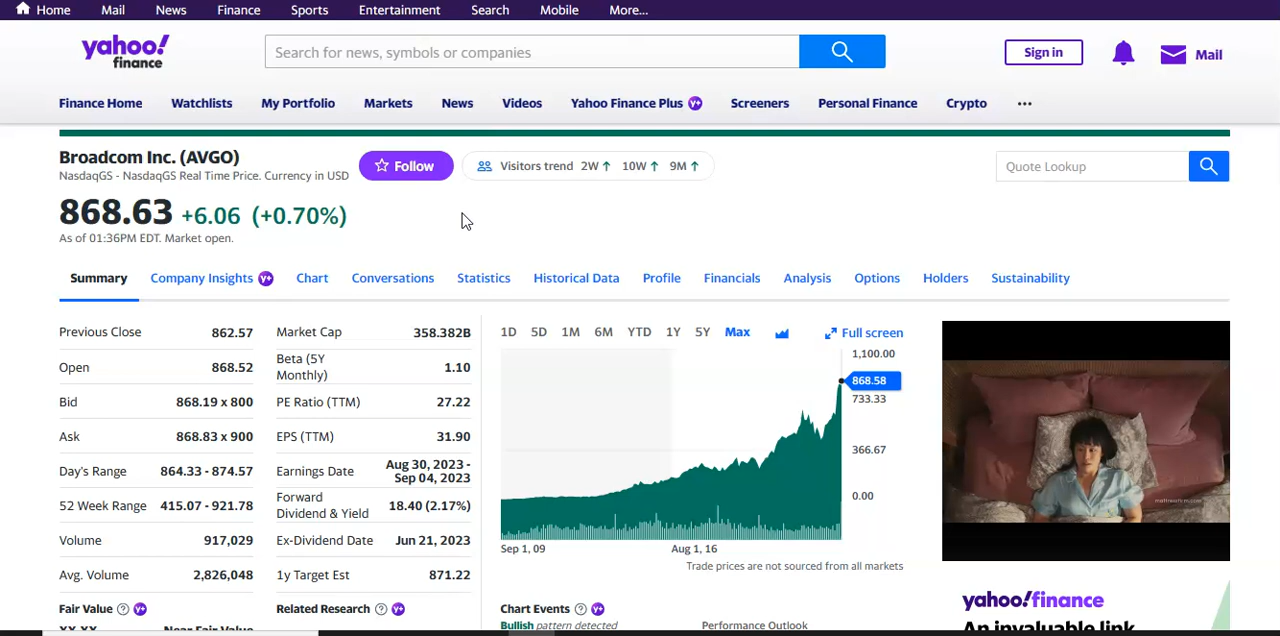 Home Mail News Finance Sports Entertainment Search Mobile More...
yahoo!
finance
Search for news, symbols or companies
Sign in
Mail
Finance Home Watchlists My Portfolio Markets News Videos Yahoo Finance Plus Y+ Screeners Personal Finance Crypto ...
Broadcom Inc. (AVGO)
NasdaqGS - NasdaqGS Real Time Price. Currency in USD
Follow
Visitors trend 2W↑ 10W↑ 9M↑
Quote Lookup
868.63 +6.06 (+0.70%)
As of 01:36PM EDT. Market open.
Summary Company Insights Y+ Chart Conversations Statistics Historical Data Profile Financials Analysis Options Holders Sustainability
Previous Close 862.57
Open 868.52
Bid 868.19 x 800
Ask 868.83 x 900
Day's Range 864.33 - 874.57
52 Week Range 415.07 - 921.78
Volume 917,029
Avg. Volume 2,826,048
Fair Value ? Y+
XX.XX Near Fair Value
Market Cap 358.382B
Beta (5Y
Monthly) 1.10
PE Ratio (TTM) 27.22
EPS (TTM) 31.90
Earnings Date Aug 30, 2023 -
Sep 04, 2023
Forward
Dividend & Yield 18.40 (2.17%)
Ex-Dividend Date Jun 21, 2023
1y Target Est 871.22
Related Research ? Y+
1D 5D 1M 6M YTD 1Y 5Y Max
Full screen
1,100.00
868.58
733.33
366.67
0.00
Sep 1, 09 Aug 1, 16
Trade prices are not sourced from all markets
Chart Events ? Y+
Bullish pattern detected
Performance Outlook
yahoo!finance
An invaluable link